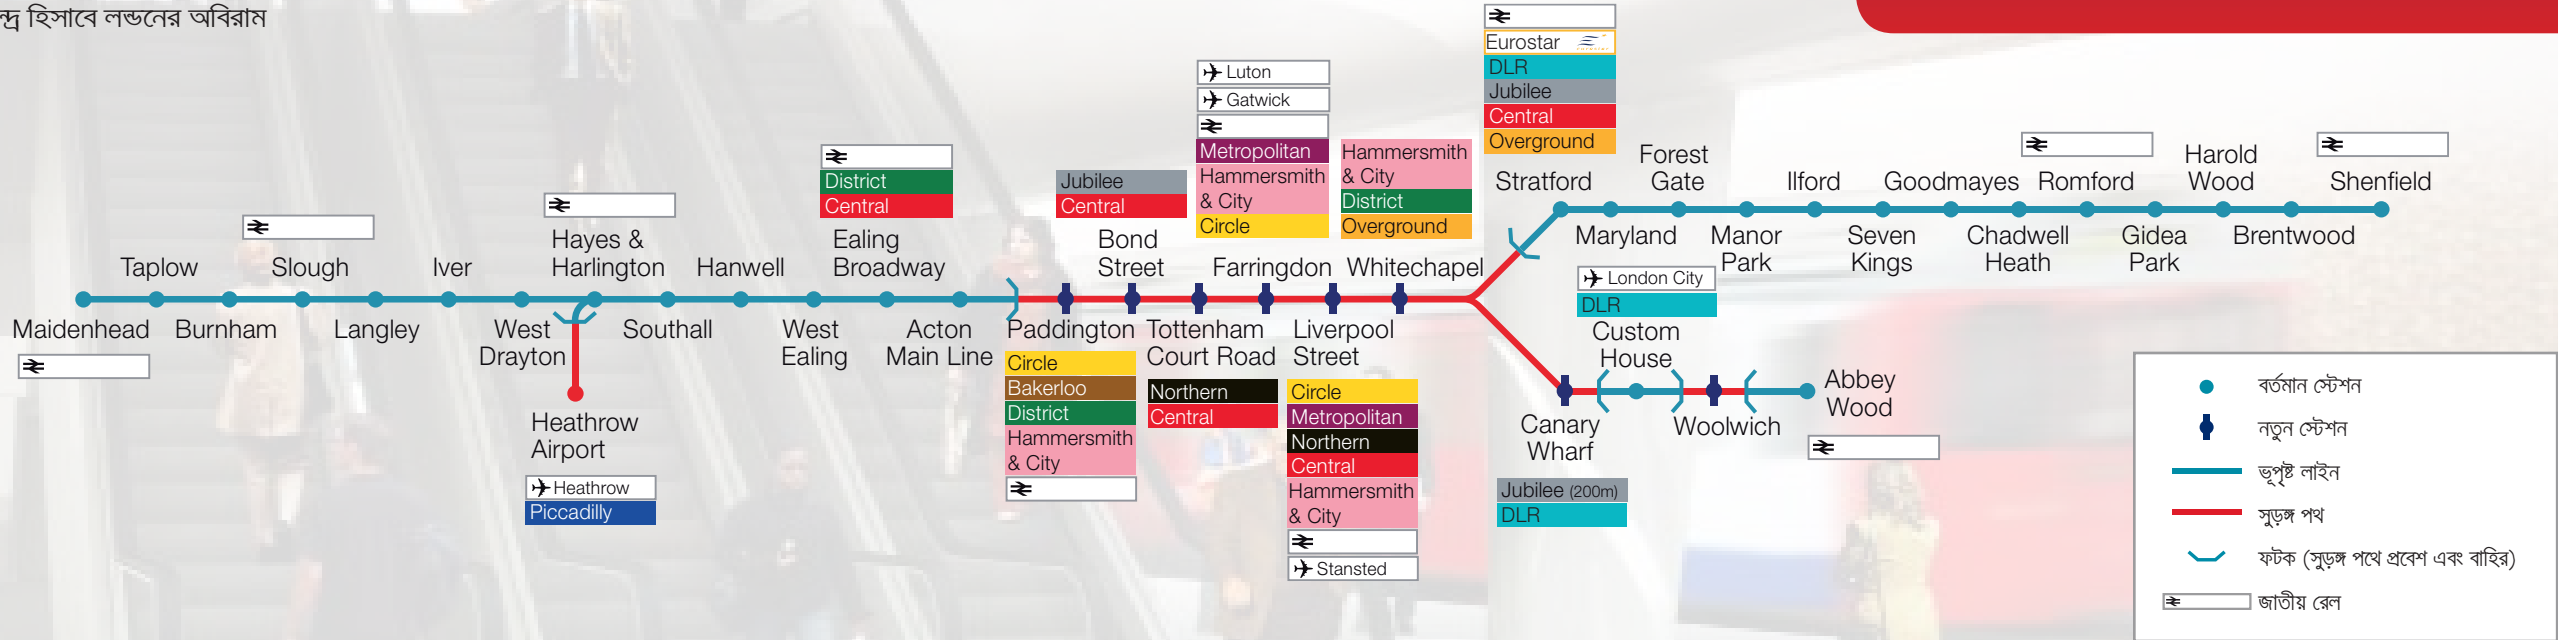 ন্দ্র হিসাবে লন্ডনের অবিরাম
Maidenhead
Taplow
Burnham
Slough
Langley
Iver
West
Drayton
Hayes &
Harlington
Heathrow
Airport
Heathrow
Piccadilly
Southall
Hanwell
West
Ealing
District
Central
Ealing
Broadway
Acton
Main Line
Paddington
Circle
Bakerloo
District
Hammersmith
& City
Jubilee
Central
Bond
Street
Tottenham
Court Road
Northern
Central
Luton
Gatwick
Metropolitan
Hammersmith
& City
Circle
Farringdon
Liverpool
Street
Circle
Metropolitan
Northern
Central
Hammersmith
& City
Stansted
Hammersmith
& City
District
Overground
Whitechapel
Eurostar
DLR
Jubilee
Central
Overground
Stratford
Maryland
Forest
Gate
Manor
Park
Ilford
Seven
Kings
Goodmayes
Chadwell
Heath
Romford
Gidea
Park
Harold
Wood
Brentwood
Shenfield
Canary
Wharf
Jubilee (200m)
DLR
London City
DLR
Custom
House
Woolwich
Abbey
Wood
বর্তমান স্টেশন
নতুন স্টেশন
ভূপৃষ্ট লাইন
সুড়ঙ্গ পথ
ফটক (সুড়ঙ্গ পথে প্রবেশ এবং বাহির)
জাতীয় রেল